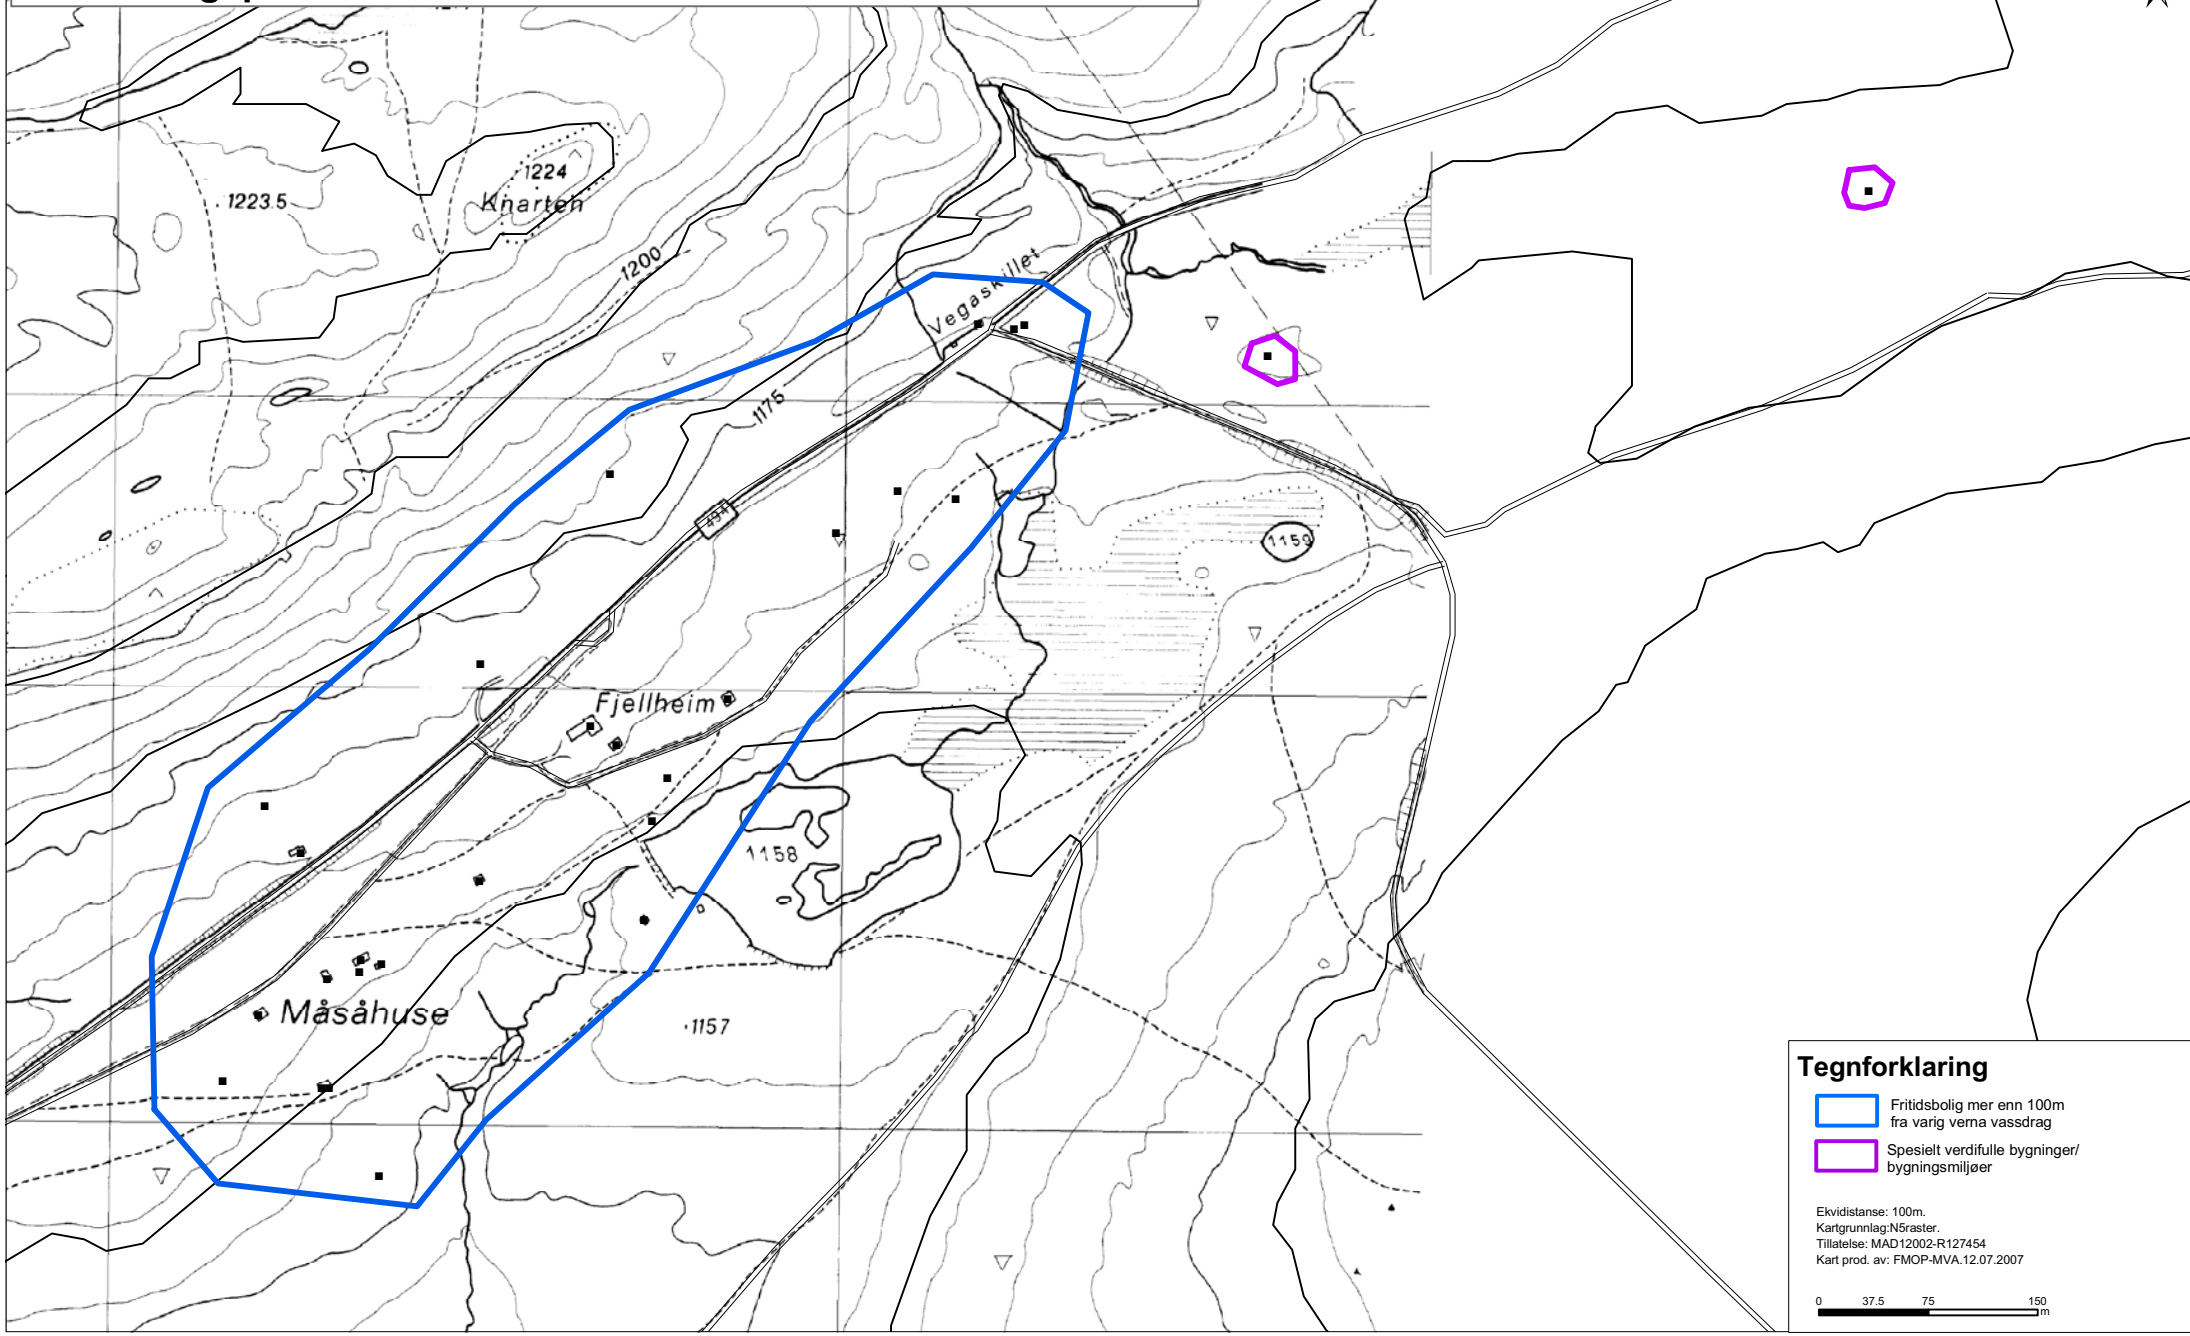 1224
Knarten
1223.5
1200
Vegaskillet
1175
494
1159
Fjellheim
1158
Måsåhuse
1157
Tegnforklaring
Fritidsbolig mer enn 100m
fra varig verna vassdrag
Spesielt verdifulle bygninger/
bygningsmiljøer
Ekvidistanse: 100m.
Kartgrunnlag:N5raster.
Tillatelse: MAD12002-R127454
Kart prod. av: FMOP-MVA.12.07.2007
0 37.5 75 150
m